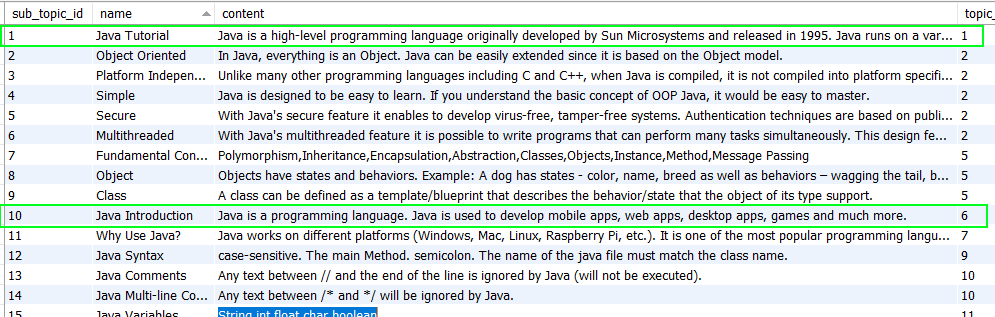 sub_topic_id name content topic_
1 Java Tutorial Java is a high-level programming language originally developed by Sun Microsystems and released in 1995. Java runs on a var... 1
2 Object Oriented In Java, everything is an Object. Java can be easily extended since it is based on the Object model. 2
3 Platform Indepen... Unlike many other programming languages including C and C++, when Java is compiled, it is not compiled into platform specifi... 2
4 Simple Java is designed to be easy to learn. If you understand the basic concept of OOP Java, it would be easy to master. 2
5 Secure With Java's secure feature it enables to develop virus-free, tamper-free systems. Authentication techniques are based on publi... 2
6 Multithreaded With Java's multithreaded feature it is possible to write programs that can perform many tasks simultaneously. This design fe... 2
7 Fundamental Con... Polymorphism,Inheritance,Encapsulation,Abstraction,Classes,Objects,Instance,Method,Message Passing 5
8 Object Objects have states and behaviors. Example: A dog has states - color, name, breed as well as behaviors – wagging the tail, b... 5
9 Class A class can be defined as a template/blueprint that describes the behavior/state that the object of its type support. 5
10 Java Introduction Java is a programming language. Java is used to develop mobile apps, web apps, desktop apps, games and much more. 6
11 Why Use Java? Java works on different platforms (Windows, Mac, Linux, Raspberry Pi, etc.). It is one of the most popular programming langu... 7
12 Java Syntax case-sensitive. The main Method. semicolon. The name of the java file must match the class name. 9
13 Java Comments Any text between // and the end of the line is ignored by Java (will not be executed). 10
14 Java Multi-line Co... Any text between /* and */ will be ignored by Java. 10
15 Java Variables String int float char boolean 11